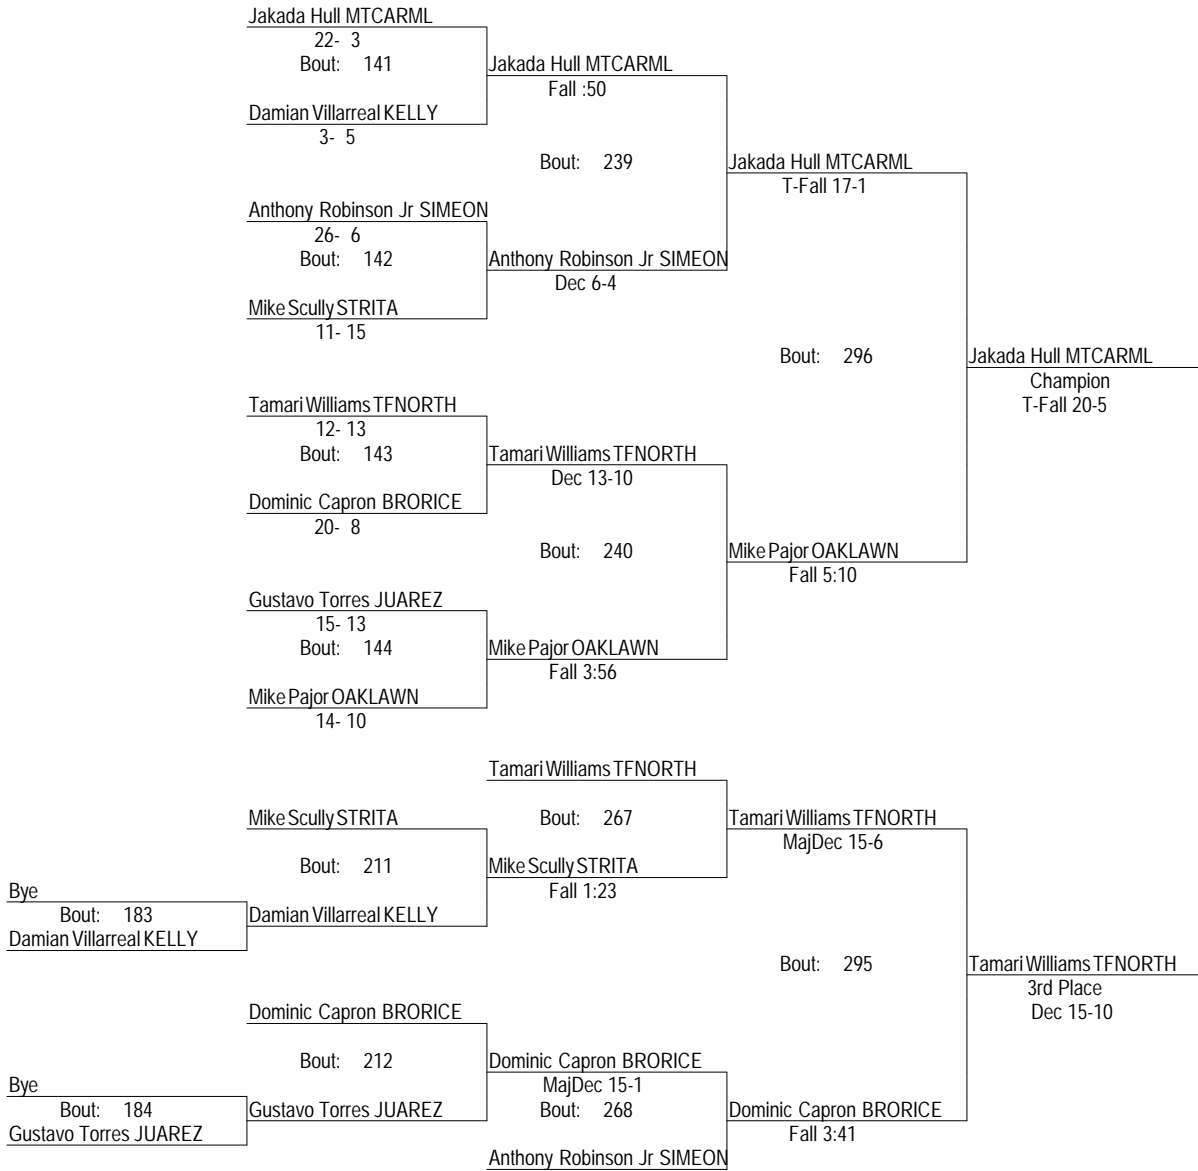 Jakada Hull MTCARML
22- 3
Bout: 141
Jakada Hull MTCARML
Fall :50
Damian Villarreal KELLY
3- 5
Bout: 239
Jakada Hull MTCARML
T-Fall 17-1
Anthony Robinson Jr SIMEON
26- 6
Bout: 142
Anthony Robinson Jr SIMEON
Dec 6-4
Mike Scully STRITA
11- 15
Bout: 296
Jakada Hull MTCARML
Champion
T-Fall 20-5
Tamari Williams TFNORTH
12- 13
Bout: 143
Tamari Williams TFNORTH
Dec 13-10
Dominic Capron BRORICE
20- 8
Bout: 240
Mike Pajor OAKLAWN
Fall 5:10
Gustavo Torres JUAREZ
15- 13
Bout: 144
Mike Pajor OAKLAWN
Fall 3:56
Mike Pajor OAKLAWN
14- 10
Tamari Williams TFNORTH
Mike Scully STRITA
Bout: 267
Tamari Williams TFNORTH
MajDec 15-6
Bout: 211
Mike Scully STRITA
Fall 1:23
Bye
Bout: 183
Damian Villarreal KELLY
Damian Villarreal KELLY
Bout: 295
Tamari Williams TFNORTH
3rd Place
Dec 15-10
Dominic Capron BRORICE
Bout: 212
Dominic Capron BRORICE
MajDec 15-1
Bye
Bout: 184
Gustavo Torres JUAREZ
Bout: 268
Dominic Capron BRORICE
Fall 3:41
Gustavo Torres JUAREZ
Anthony Robinson Jr SIMEON